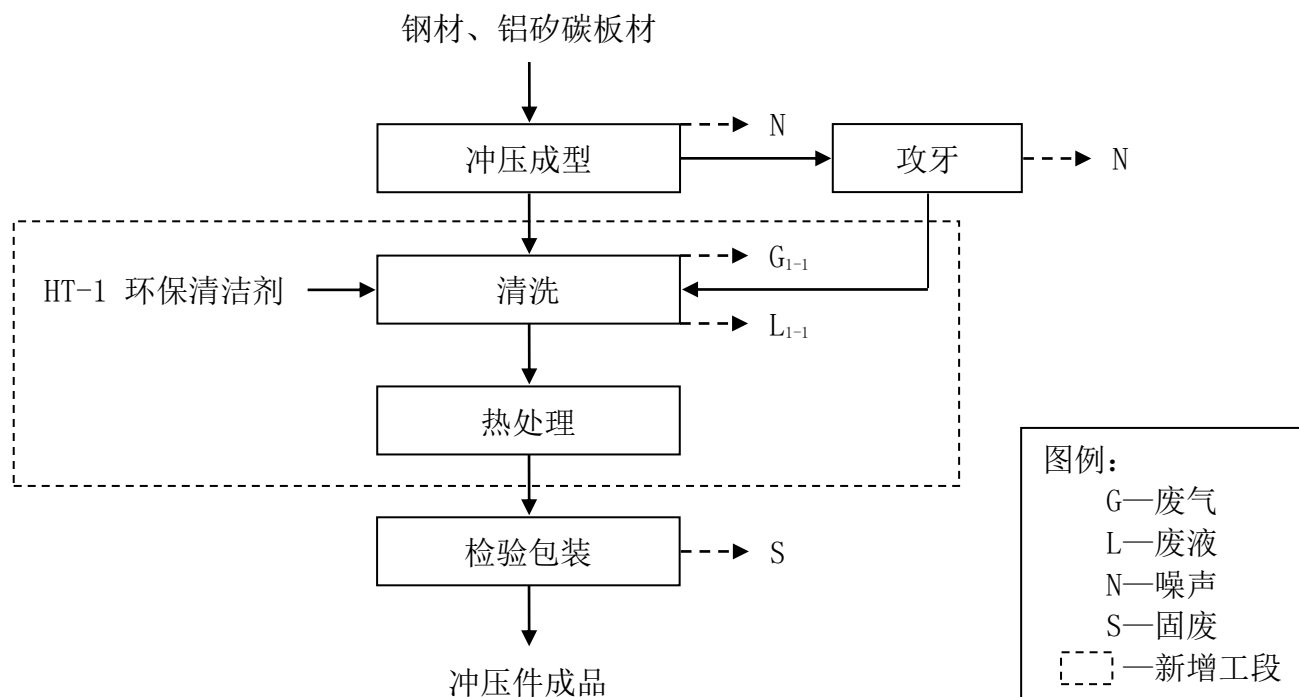 钢材、铝矽碳板材
N
冲压成型
攻牙
N
G₁₋₁
HT-1 环保清洁剂
清洗
L₁₋₁
热处理
检验包装
S
冲压件成品
图例:
G—废气
L—废液
N—噪声
S—固废
—新增工段